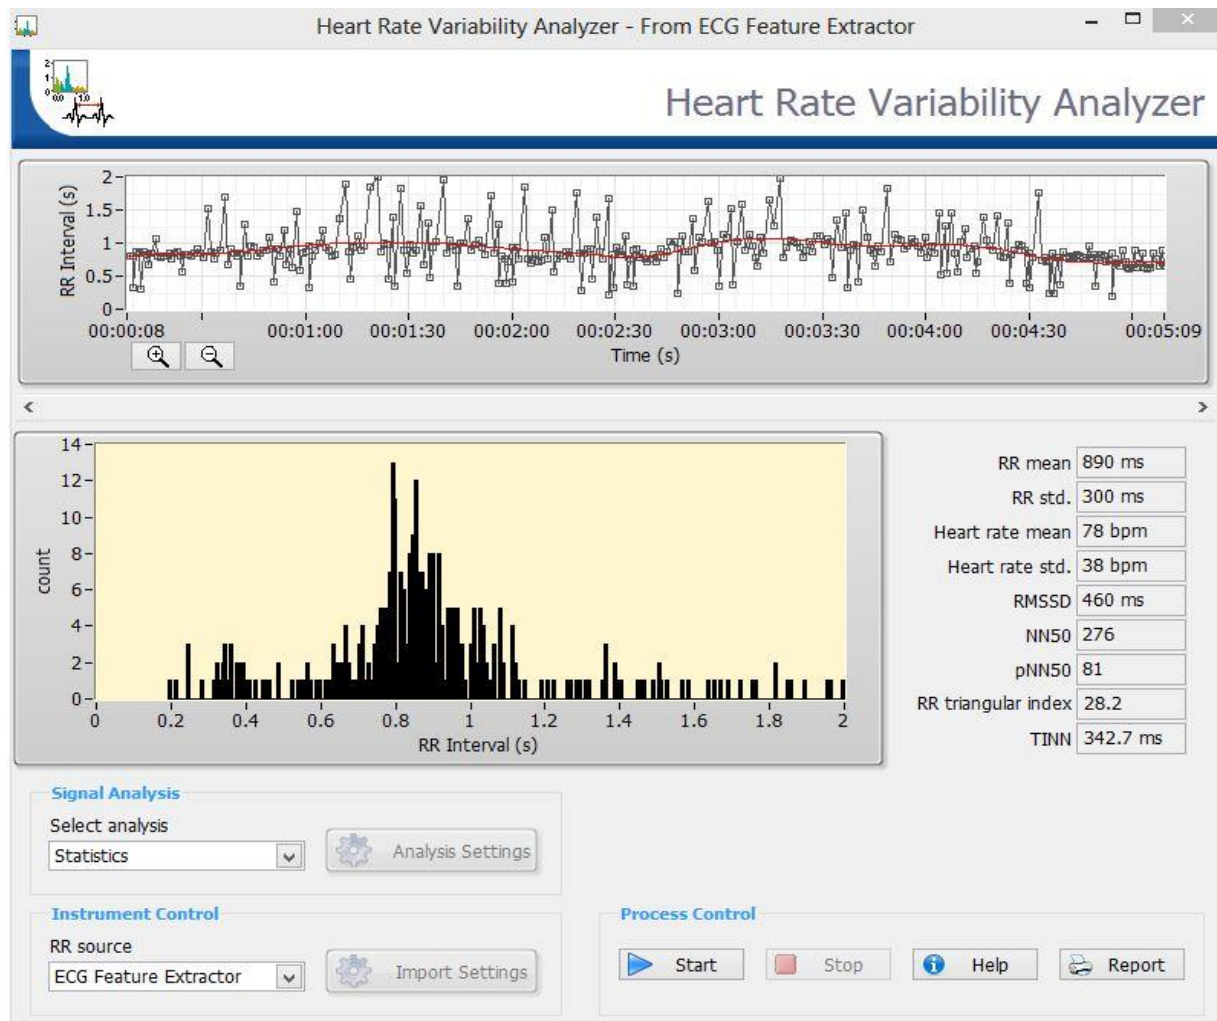 Heart Rate Variability Analyzer - From ECG Feature Extractor
Heart Rate Variability Analyzer
2
1
0
0.0 1.0
RR Interval (s)
2
1.5
1
0.5
0
00:00:08 00:01:00 00:01:30 00:02:00 00:02:30 00:03:00 00:03:30 00:04:00 00:04:30 00:05:09
Time (s)
count
14
12
10
8
6
4
2
0
0 0.2 0.4 0.6 0.8 1 1.2 1.4 1.6 1.8 2
RR Interval (s)
RR mean 890 ms
RR std. 300 ms
Heart rate mean 78 bpm
Heart rate std. 38 bpm
RMSSD 460 ms
NN50 276
pNN50 81
RR triangular index 28.2
TINN 342.7 ms
Signal Analysis
Select analysis
Statistics
Analysis Settings
Instrument Control
RR source
ECG Feature Extractor
Import Settings
Process Control
Start Stop Help Report